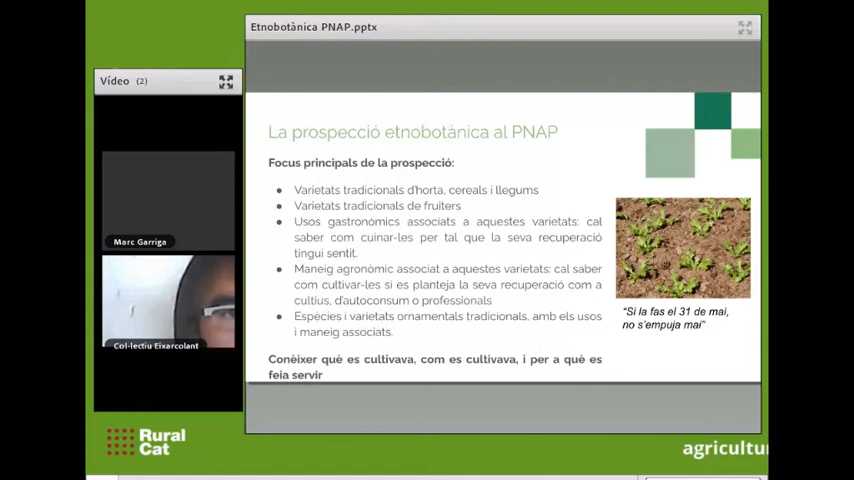 Etnobotànica PNAP.pptx
Vídeo (2)
La prospecció etnobotànica al PNAP
Focus principals de la prospecció:
Varietats tradicionals d'horta, cereals i llegums
Varietats tradicionals de fruiters
Usos gastronòmics associats a aquestes varietats: cal
saber com cuinar-les per tal que la seva recuperació
tingui sentit.
Maneig agronòmic associat a aquestes varietats: cal saber
com cultivar-les si es planteja la seva recuperació com a
cultius, d'autoconsum o professionals
Espècies i varietats ornamentals tradicionals, amb els usos
i maneig associats.
Conèixer què es cultivava, com es cultivava, i per a què es
feia servir
"Si la fas el 31 de mai,
no s'empuja mai"
Marc Garriga
Col·lectiu Eixarcolant
Rural
Cat
agricultur